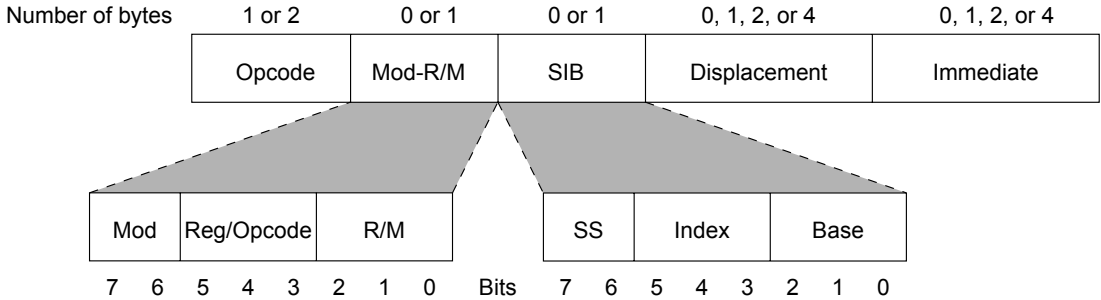 Number of bytes 1 or 2 0 or 1 0 or 1 0, 1, 2, or 4 0, 1, 2, or 4
Opcode Mod-R/M SIB Displacement Immediate
Mod Reg/Opcode R/M SS Index Base
7 6 5 4 3 2 1 0 Bits 7 6 5 4 3 2 1 0